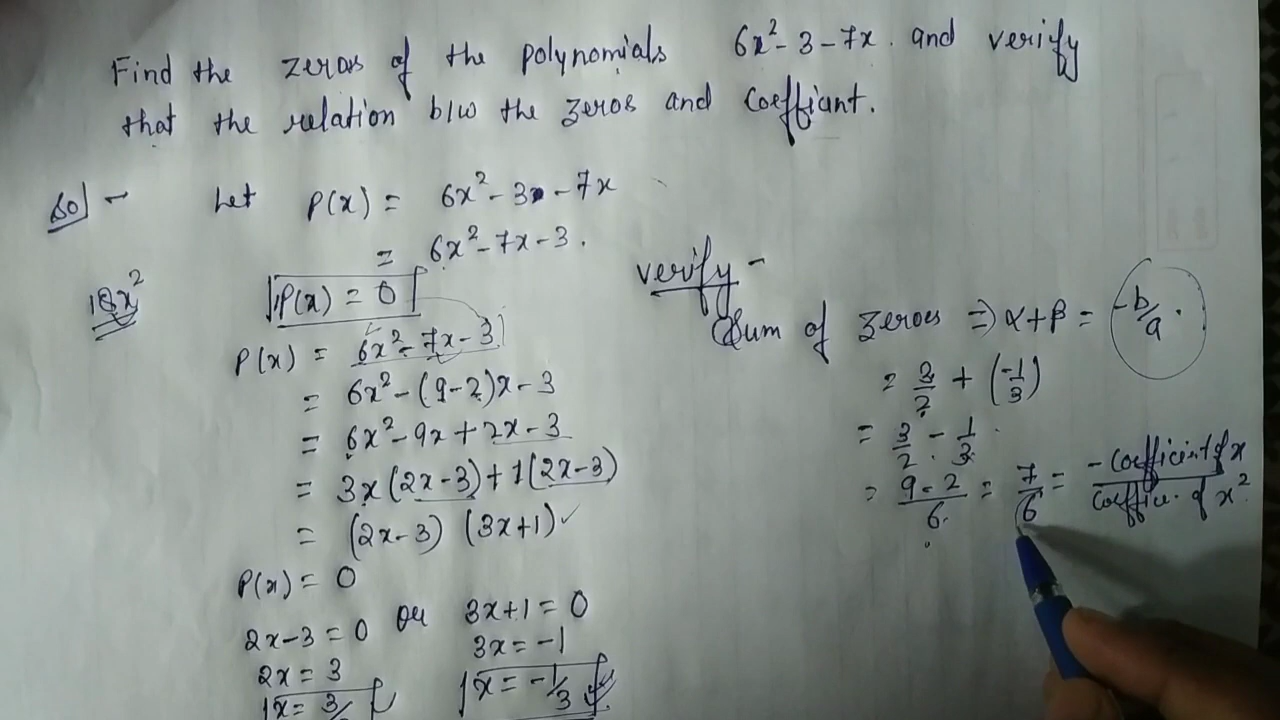 Find the zeros of the polynomials 6x² - 3 - 7x. and verify
that the relation b/w the zeros and coefficiant.
Sol - Let P(x) = 6x² - 3 - 7x
= 6x² - 7x - 3.
18x²
P(x) = 0
P(x) = 6x² - 7x - 3
= 6x² - (9-2)x - 3
= 6x² - 9x + 2x - 3
= 3x(2x-3) + 1(2x-3)
= (2x-3) (3x+1) ✓
P(x) = 0
2x-3 = 0 or 3x+1 = 0
2x = 3 3x = -1
x = 3/ x = -1/3
verify -
Sum of zeroes ⇒ α+β = -b/a.
= 3/2 + (-1/3)
= 3/2 - 1/3.
= 9-2/6. = 7/6 = - Coefficient of x/coeffic. of x²